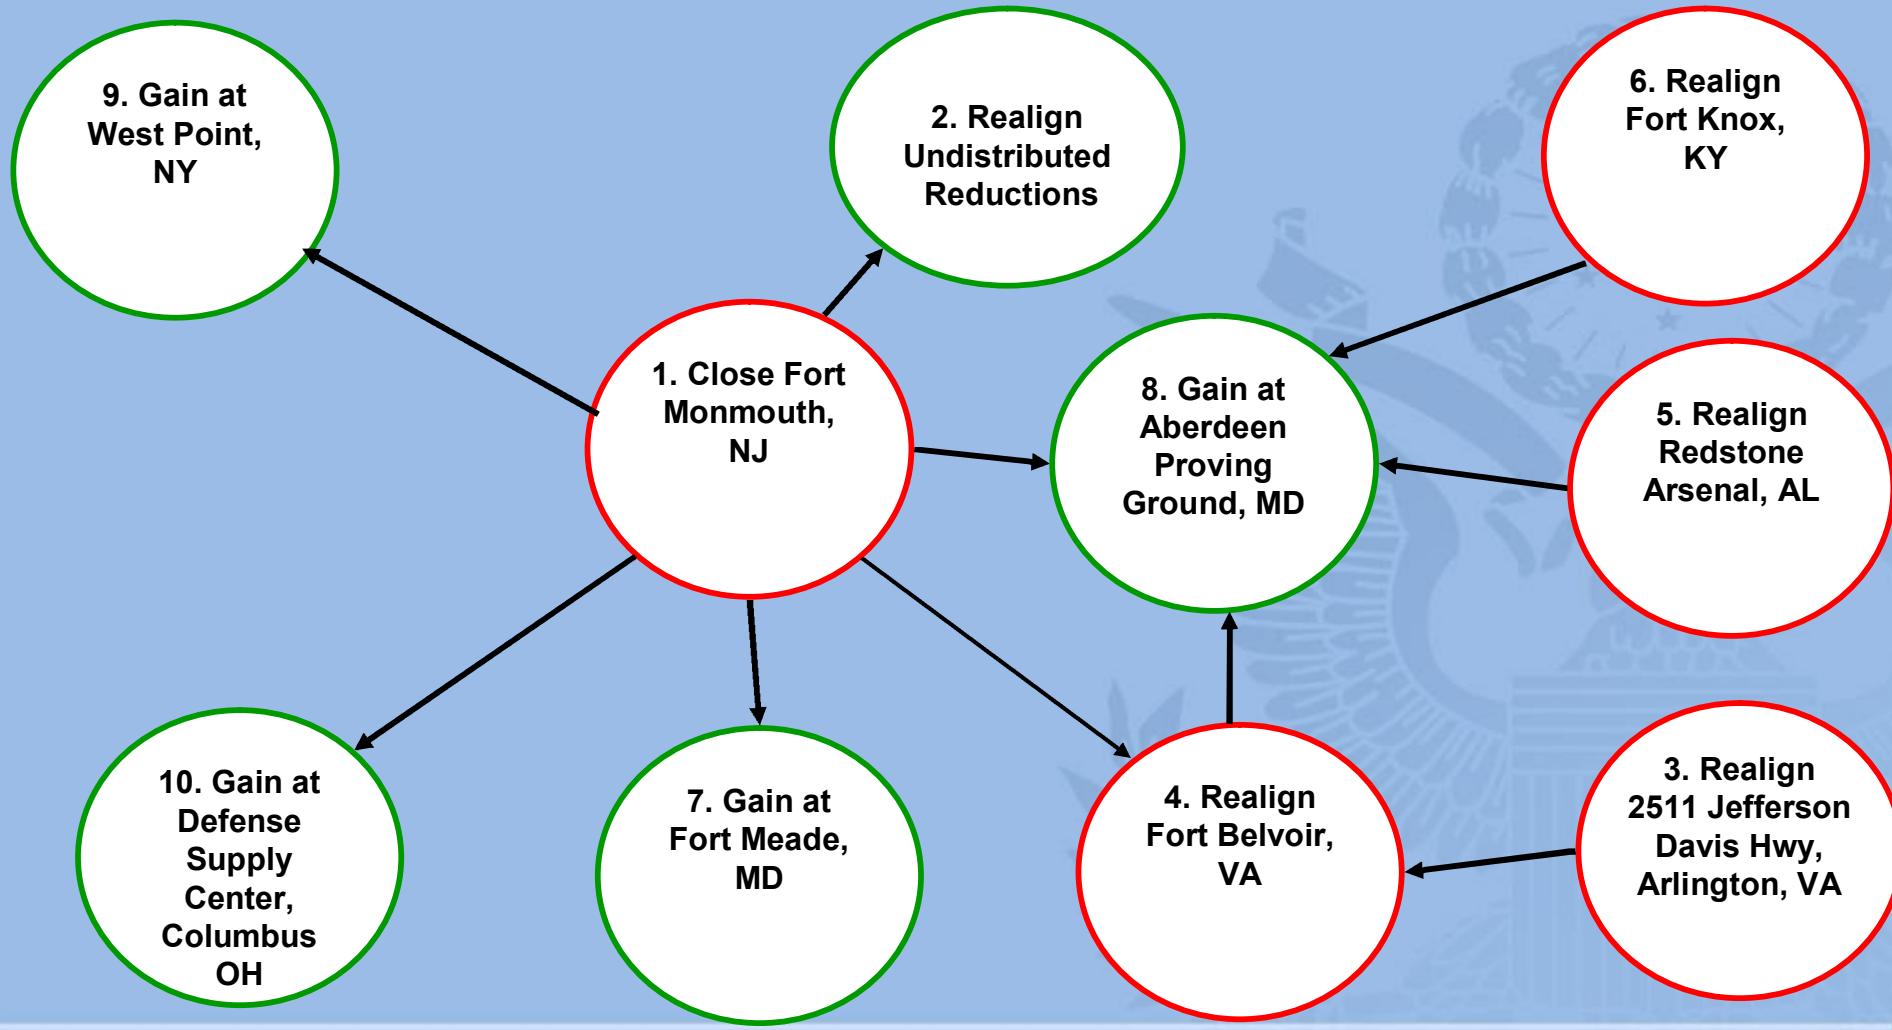 9. Gain at
West Point,
NY
2. Realign
Undistributed
Reductions
6. Realign
Fort Knox,
KY
1. Close Fort
Monmouth,
NJ
8. Gain at
Aberdeen
Proving
Ground, MD
5. Realign
Redstone
Arsenal, AL
10. Gain at
Defense
Supply
Center,
Columbus
OH
7. Gain at
Fort Meade,
MD
4. Realign
Fort Belvoir,
VA
3. Realign
2511 Jefferson
Davis Hwy,
Arlington, VA